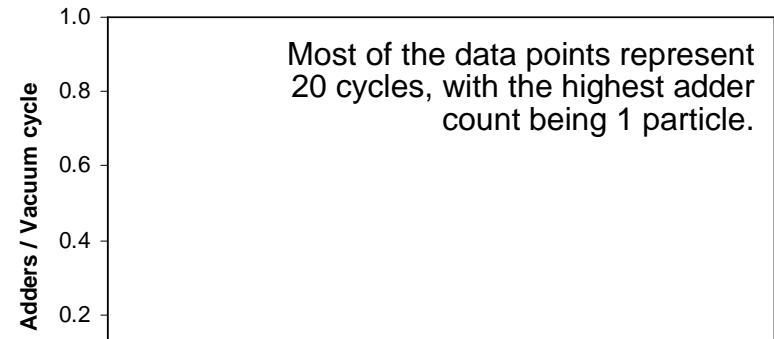 1.0
Most of the data points represent
20 cycles, with the highest adder
count being 1 particle.
0.8
0.6
0.4
0.2
Adders / Vacuum cycle